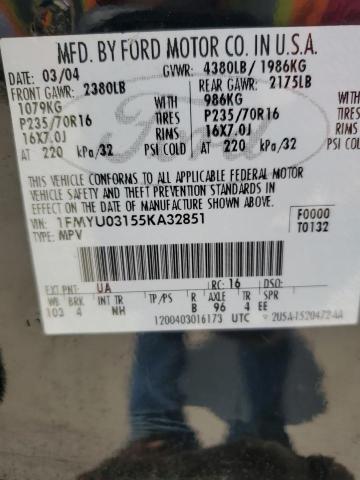 MFD. BY FORD MOTOR CO. IN U.S.A.
DATE: 03/04 GVWR: 4380LB/1986KG
FRONT GAWR: 2380LB REAR GAWR: 2175LB
1079KG WITH 986KG WITH
P235/70R16 TIRES P235/70R16 TIRES
16X7.0J RIMS 16X7.0J RIMS
AT 220 kPa/32 PSI COLD AT 220 kPa/32 PSI COLD
THIS VEHICLE CONFORMS TO ALL APPLICABLE FEDERAL MOTOR
VEHICLE SAFETY AND THEFT PREVENTION STANDARDS IN
EFFECT ON THE DATE OF MANUFACTURE SHOWN ABOVE.
VIN: 1FMYU03155KA32851 F0000
TYPE: MPV T0132
Ford
EXT PNT: UA RC: 16 DSO:
WB BRK INT TR TP/PS R AXLE TR SPR
103 4 NH B 96 4 EE
1200403016173 UTC